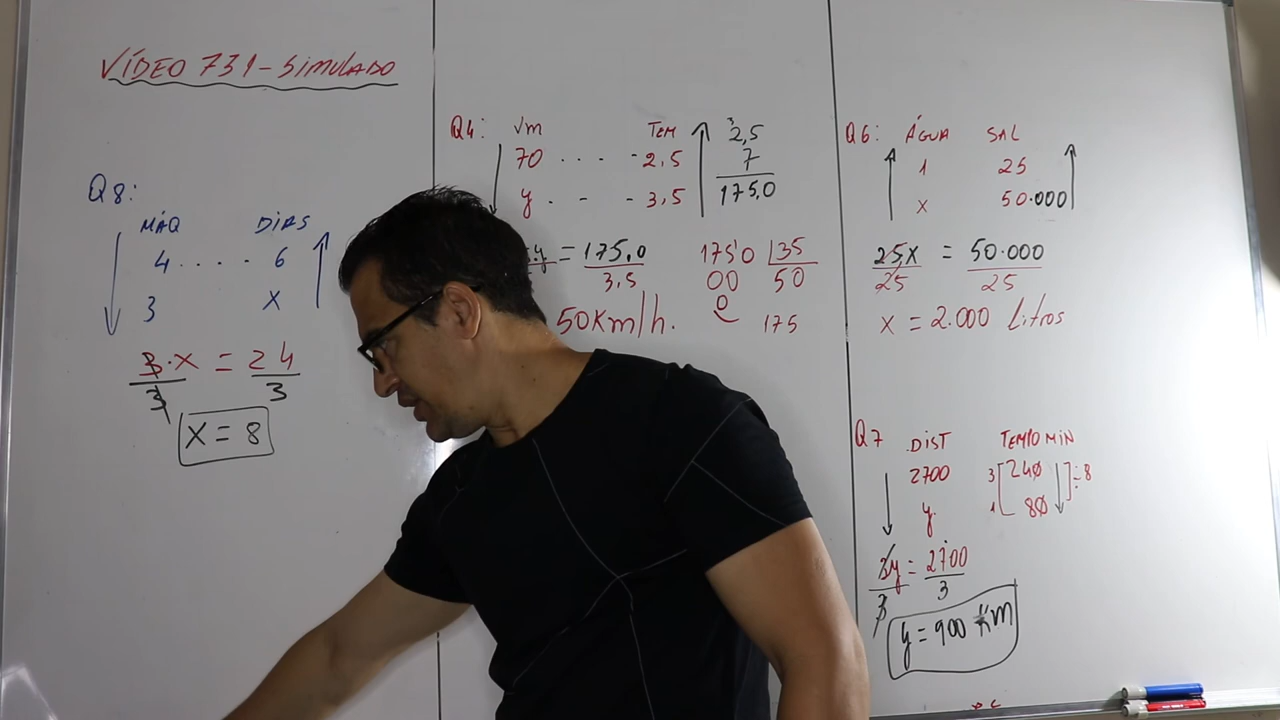 VÍDEO 731 - SIMULADO
Q8:
MÁQ DIAS
4 .... 6
3 X
3·X = 24
3 3
X = 8
Q4: Vm TEM
70 .... 2,5
y . - - 3,5
2,5
7
175,0
.y = 175,0
3,5
50Km/h.
1750 35
00 50
0
175
Q6: ÁGUA SAL
1 25
x 50.000
25x = 50.000
25 25
x = 2.000 Litros
Q7 DIST TEMPO MIN
2700 3 240 ÷8
y 1 80
3y = 2700
3 3
y = 900 Km